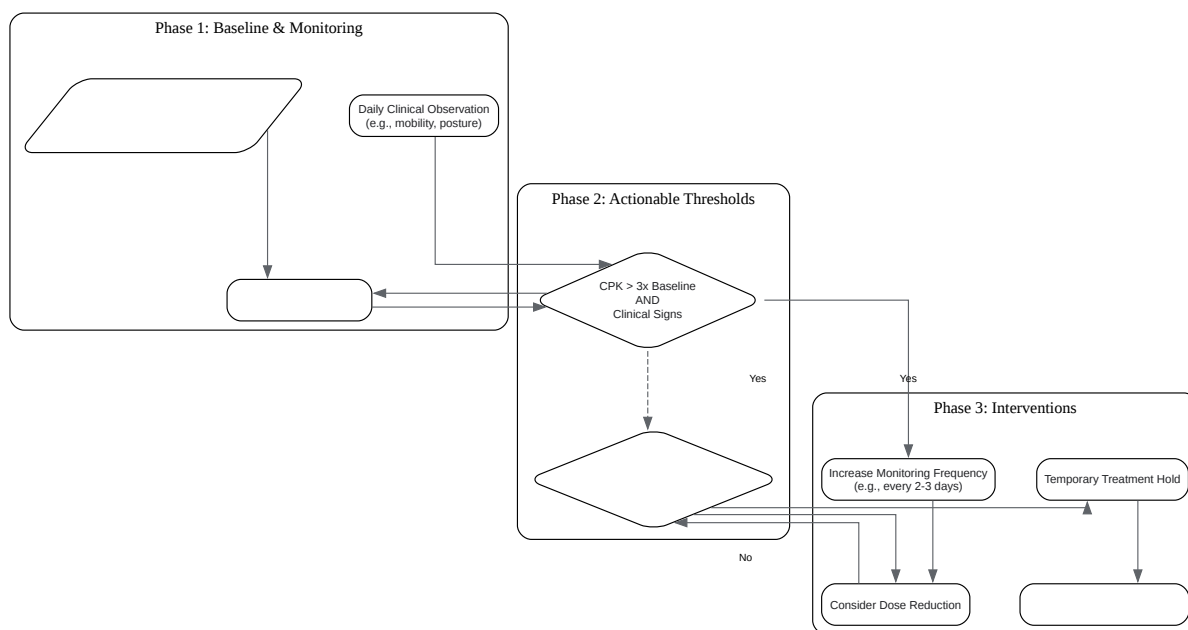 Phase 1: Baseline & Monitoring
Daily Clinical Observation
(e.g., mobility, posture)
Phase 2: Actionable Thresholds
CPK > 3x Baseline
AND
Clinical Signs
Yes
Yes
Phase 3: Interventions
Increase Monitoring Frequency
(e.g., every 2-3 days)
Temporary Treatment Hold
No
Consider Dose Reduction